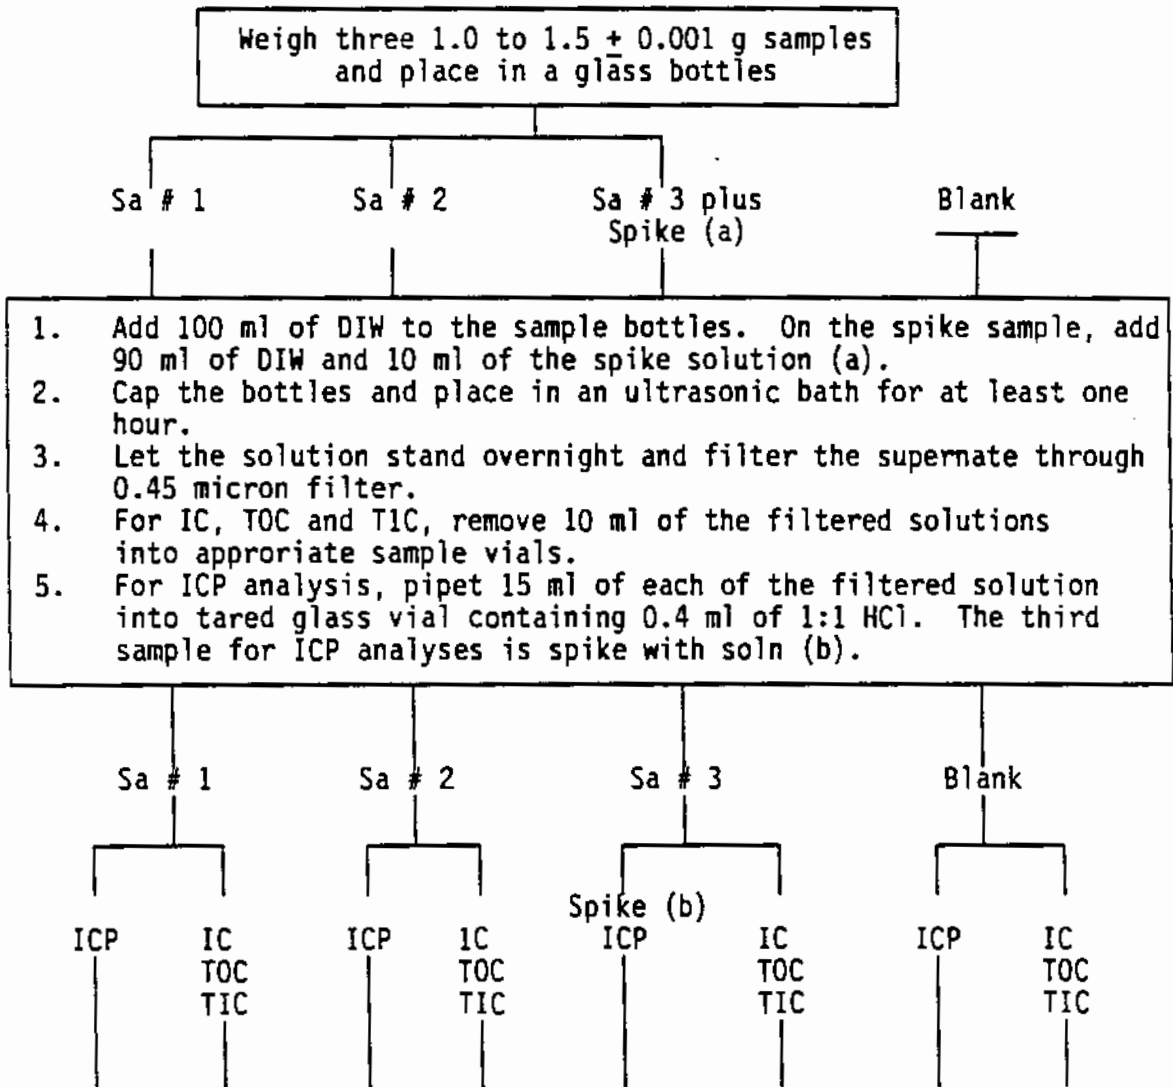 Weigh three 1.0 to 1.5 ± 0.001 g samples
and place in a glass bottles
Sa # 1 Sa # 2 Sa # 3 plus Blank
Spike (a)
1. Add 100 ml of DIW to the sample bottles. On the spike sample, add
90 ml of DIW and 10 ml of the spike solution (a).
2. Cap the bottles and place in an ultrasonic bath for at least one
hour.
3. Let the solution stand overnight and filter the supernate through
0.45 micron filter.
4. For IC, TOC and T1C, remove 10 ml of the filtered solutions
into approriate sample vials.
5. For ICP analysis, pipet 15 ml of each of the filtered solution
into tared glass vial containing 0.4 ml of 1:1 HCl. The third
sample for ICP analyses is spike with soln (b).
Sa # 1 Sa # 2 Sa # 3 Blank
Spike (b)
ICP IC ICP 1C ICP IC ICP IC
TOC TOC TOC TOC
TIC TIC TIC TIC